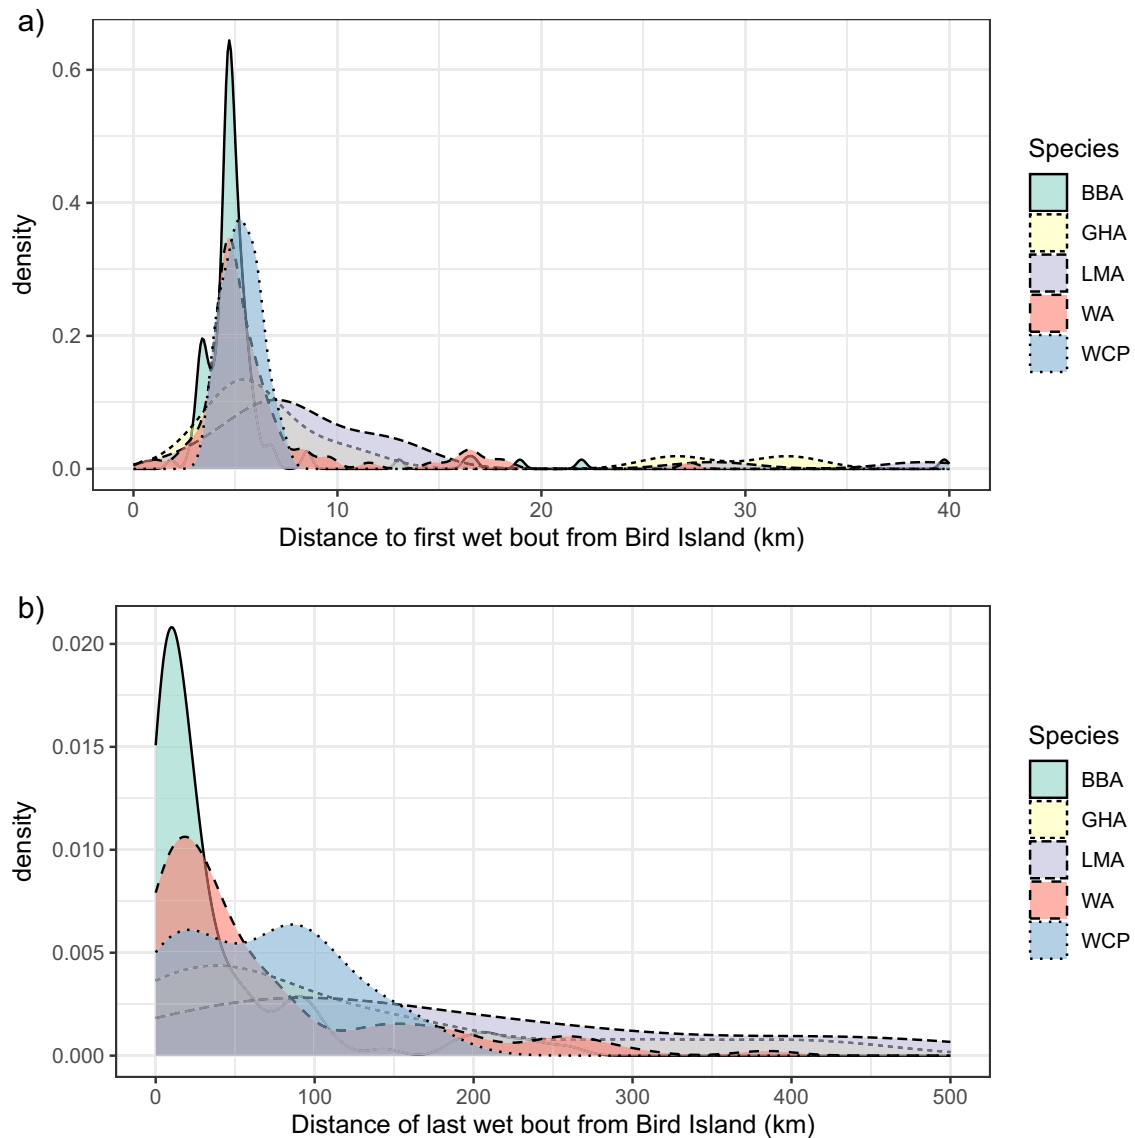 a)
0.6
0.4
0.2
0.0
density
0 10 20 30 40
Distance to first wet bout from Bird Island (km)
Species
BBA
GHA
LMA
WA
WCP
b)
0.020
0.015
0.010
0.005
0.000
density
0 100 200 300 400 500
Distance of last wet bout from Bird Island (km)
Species
BBA
GHA
LMA
WA
WCP